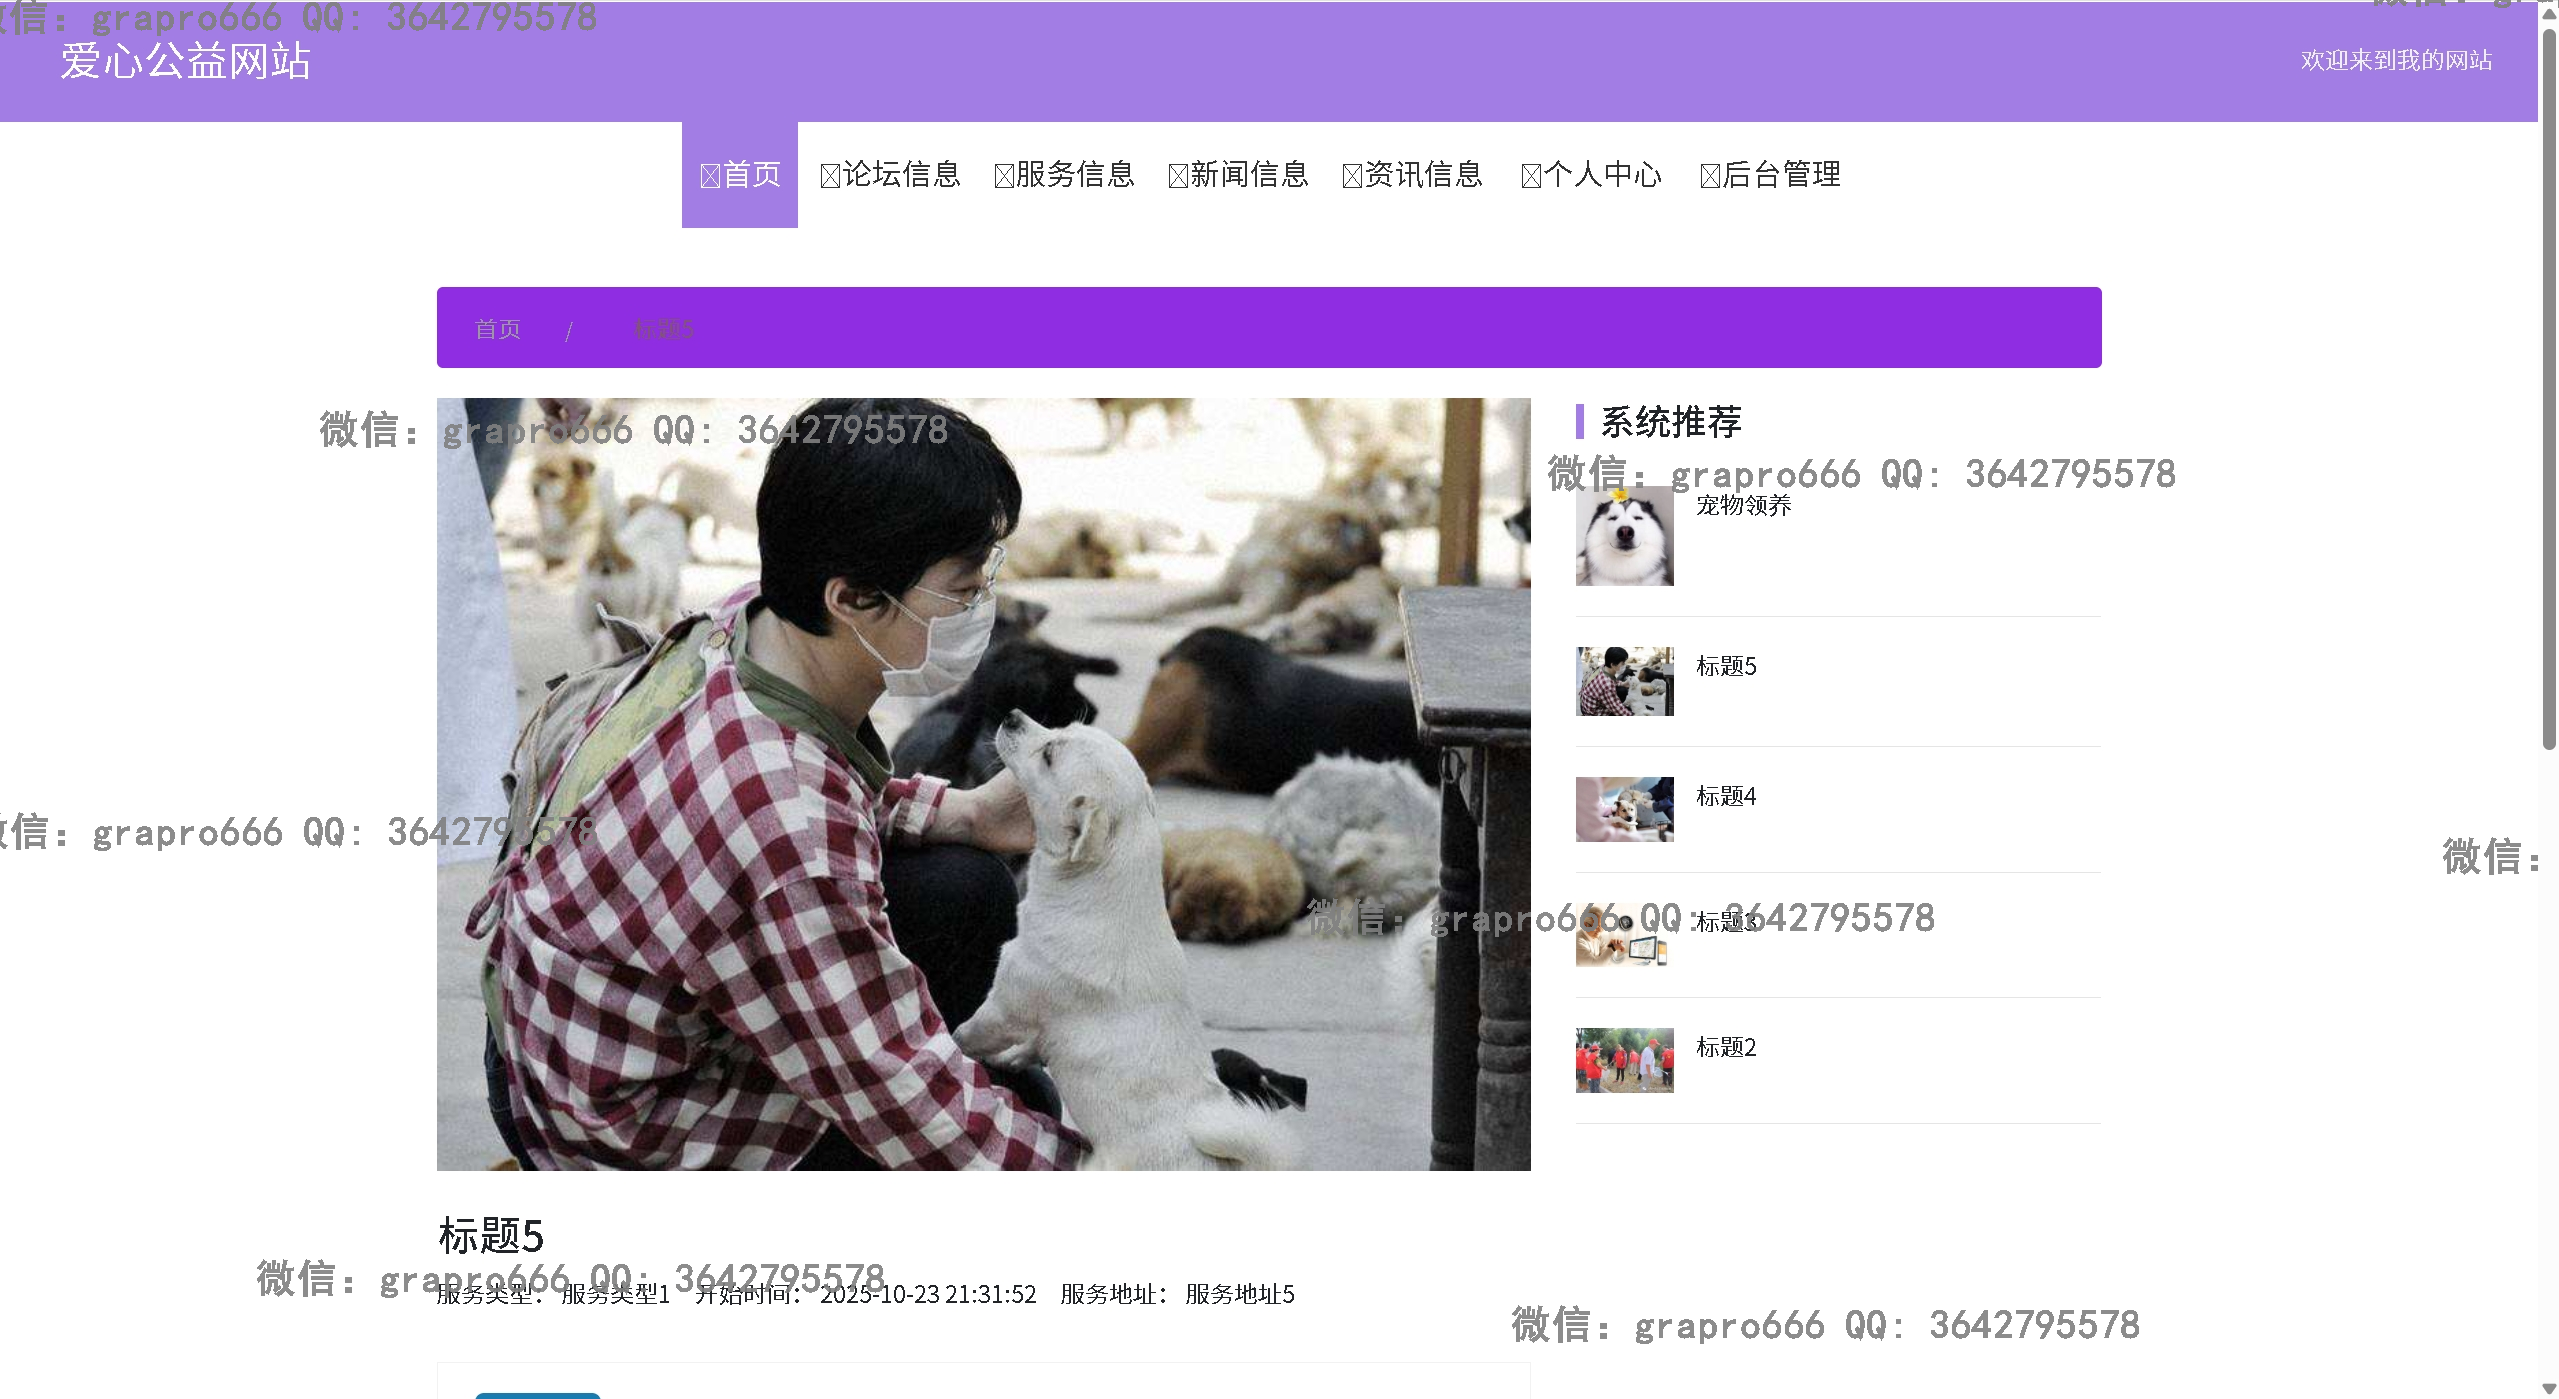 微信: grapro666 QQ: 3642795578
爱心公益网站
欢迎来到我的网站
首页 论坛信息 服务信息 新闻信息 资讯信息 个人中心 后台管理
首页 / 标题5
微信: grapro666 QQ: 3642795578
系统推荐
微信: grapro666 QQ: 3642795578
宠物领养
标题5
标题4
微信: grapro666 QQ: 3642795578
微信:
微信: grapro666 QQ: 3642795578
标题3
标题2
标题5
微信: grapro666 QQ: 3642795578
服务类型: 服务类型1 开始时间: 2025-10-23 21:31:52 服务地址: 服务地址5
微信: grapro666 QQ: 3642795578